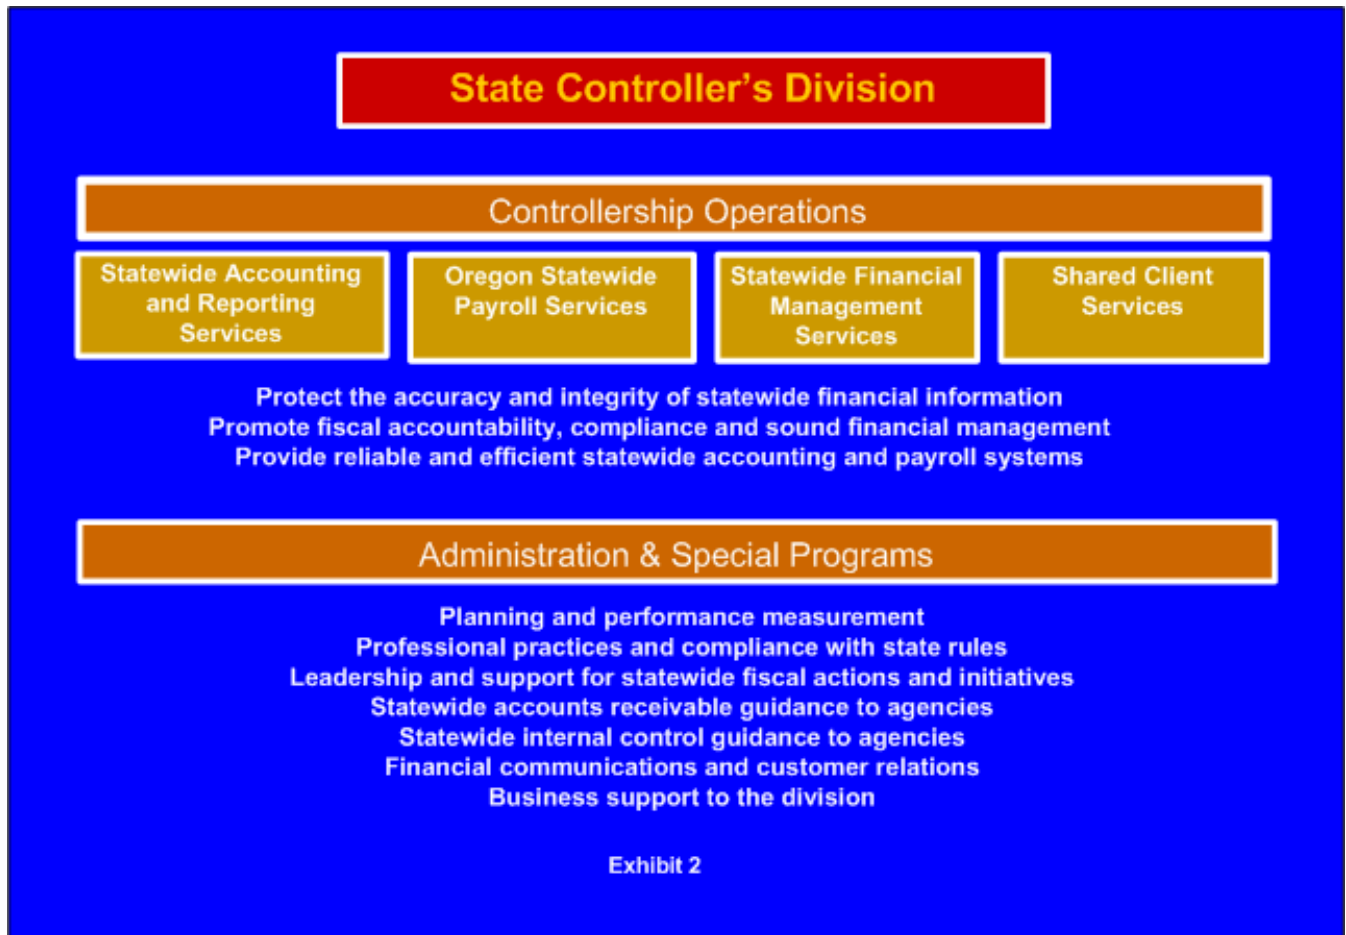 State Controller’s Division
Controllership Operations
Statewide Accounting
and Reporting
Services
Oregon Statewide
Payroll Services
Statewide Financial
Management
Services
Shared Client
Services
Protect the accuracy and integrity of statewide financial information
Promote fiscal accountability, compliance and sound financial management
Provide reliable and efficient statewide accounting and payroll systems
Administration & Special Programs
Planning and performance measurement
Professional practices and compliance with state rules
Leadership and support for statewide fiscal actions and initiatives
Statewide accounts receivable guidance to agencies
Statewide internal control guidance to agencies
Financial communications and customer relations
Business support to the division
Exhibit 2